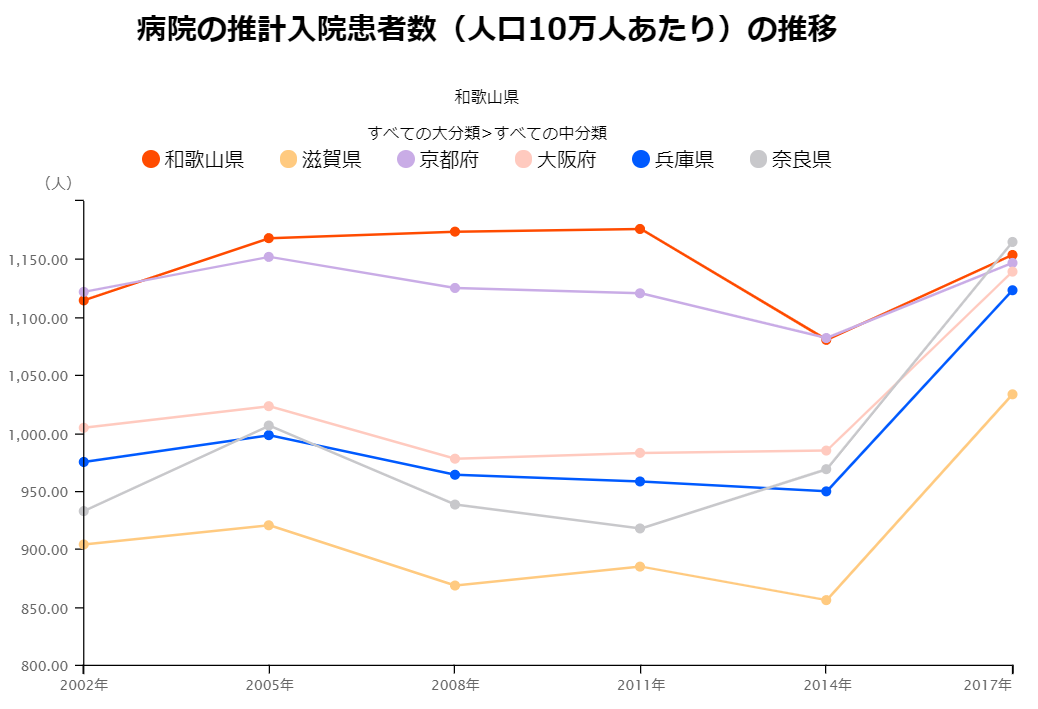 病院の推計入院患者数（人口10万人あたり）の推移
和歌山県
すべての大分類>すべての中分類
和歌山県 滋賀県 京都府 大阪府 兵庫県 奈良県
（人）
1,150.00
1,100.00
1,050.00
1,000.00
950.00
900.00
850.00
800.00
2002年 2005年 2008年 2011年 2014年 2017年